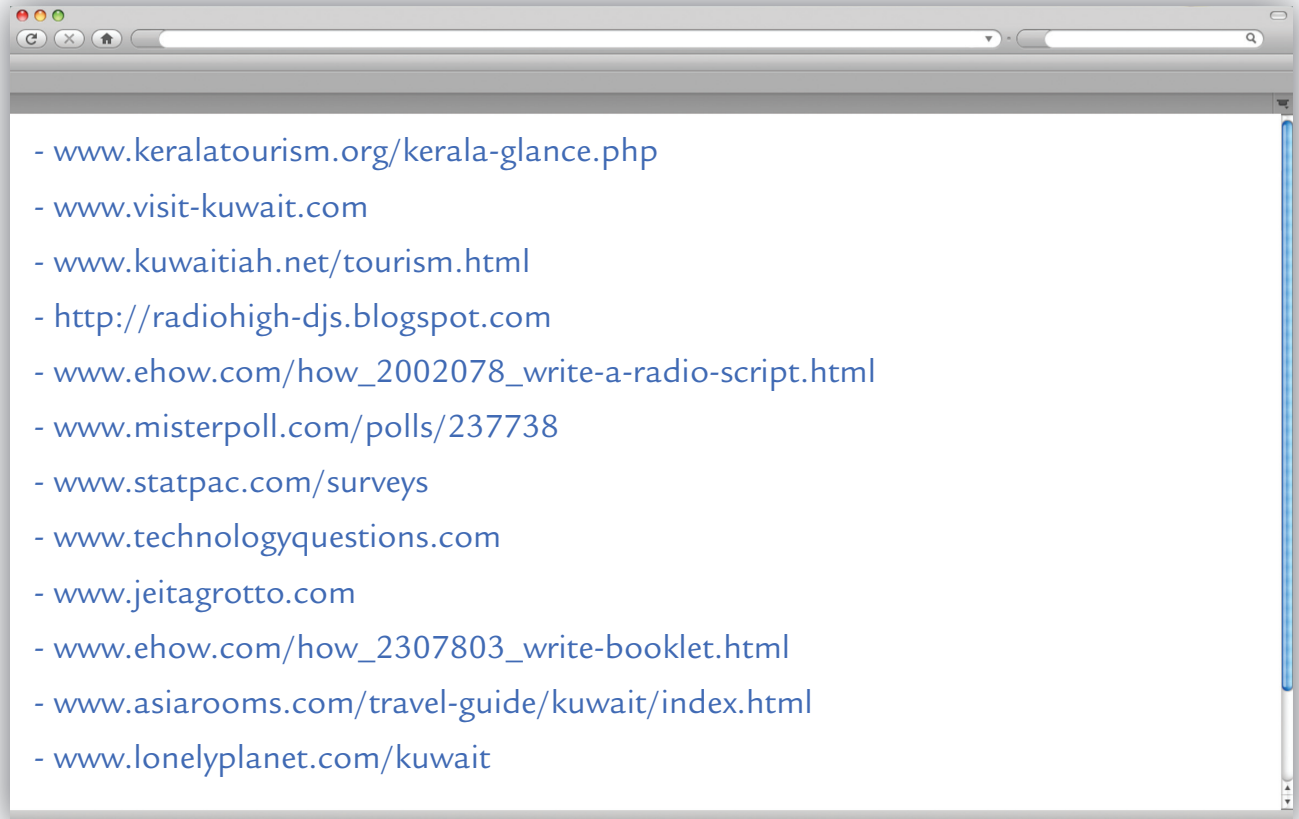 - www.keralatourism.org/kerala-glance.php
- www.visit-kuwait.com
- www.kuwaitiah.net/tourism.html
- http://radiohigh-djs.blogspot.com
- www.ehow.com/how_2002078_write-a-radio-script.html
- www.misterpoll.com/polls/237738
- www.statpac.com/surveys
- www.technologyquestions.com
- www.jeitagrotto.com
- www.ehow.com/how_2307803_write-booklet.html
- www.asiarooms.com/travel-guide/kuwait/index.html
- www.lonelyplanet.com/kuwait